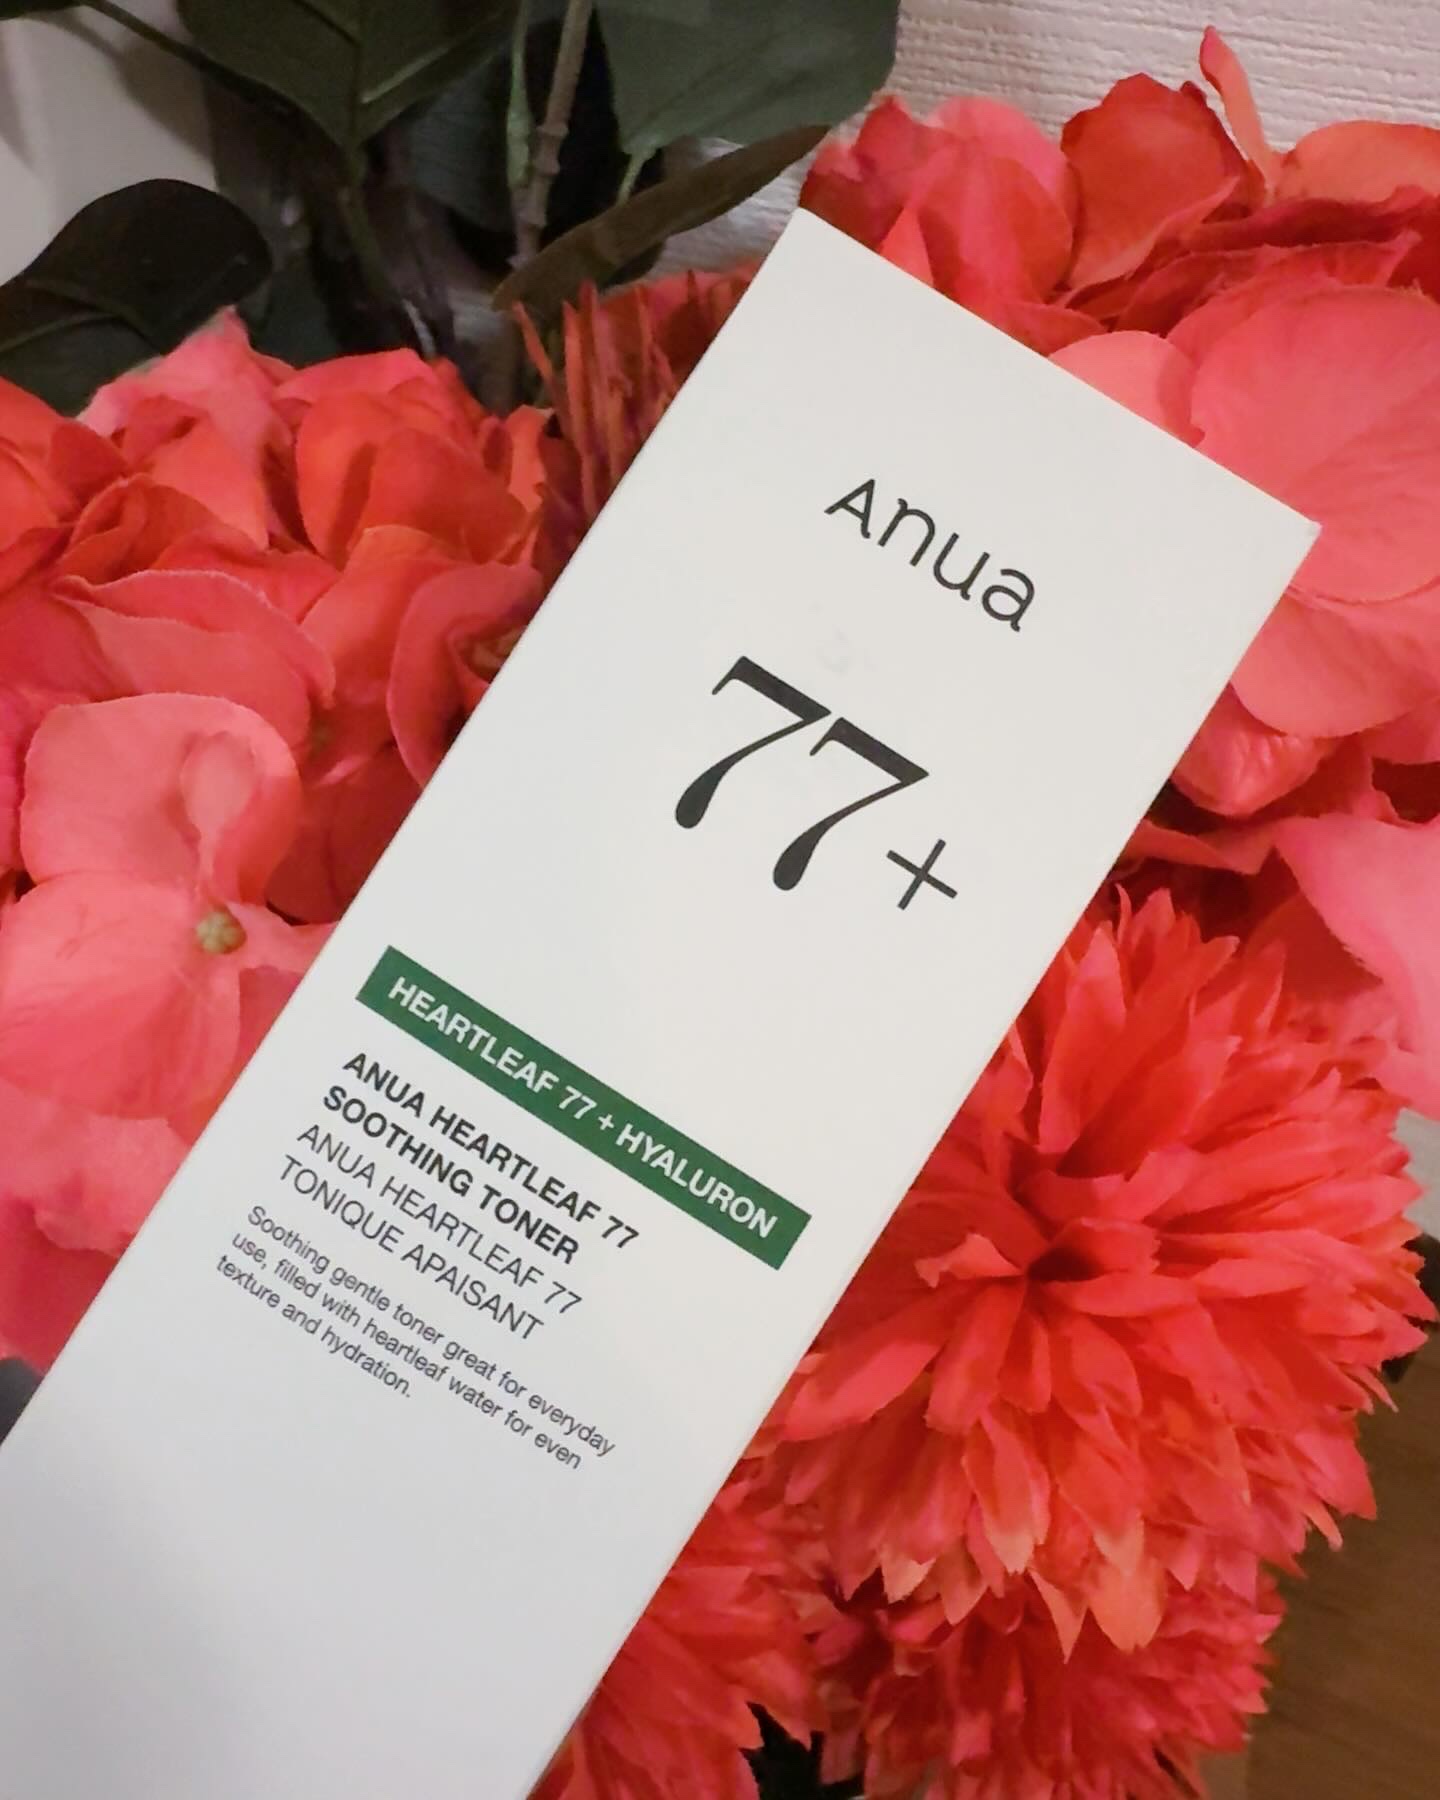 Anua
77+
HEARTLEAF 77 + HYALURON
ANUA HEARTLEAF 77
SOOTHING TONER
ANUA HEARTLEAF 77
TONIQUE APAISANT
Soothing gentle toner great for everyday
use, filled with heartleaf water for even
texture and hydration.